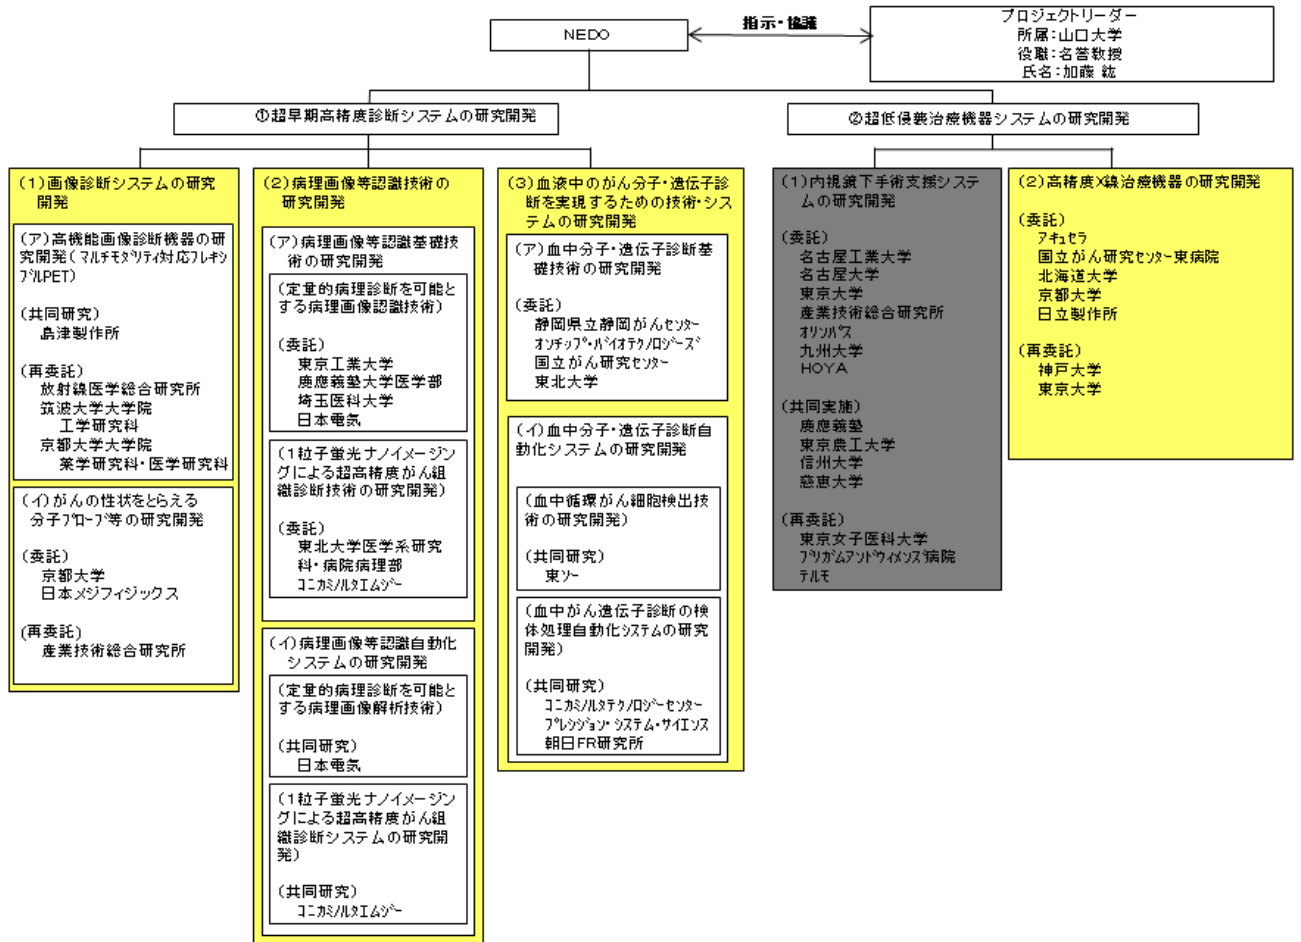 NEDO
指示・協議
プロジェクトリーダー
所属:山口大学
役職:名誉教授
氏名:加藤 紘
①超早期高精度診断システムの研究開発
②超低侵襲治療機器システムの研究開発
(1)画像診断システムの研究
開発
(ア)高機能画像診断機器の研
究開発(マルチモダリティ対応フレキシ
ブルPET)
(共同研究)
島津製作所
(再委託)
放射線医学総合研究所
筑波大学大学院
工学研究科
京都大学大学院
薬学研究科・医学研究科
(イ)がんの性状をとらえる
分子プローブ等の研究開発
(委託)
京都大学
日本メジフィジックス
(再委託)
産業技術総合研究所
(2)病理画像等認識技術の
研究開発
(ア)病理画像等認識基礎技
術の研究開発
(定量的病理診断を可能と
する病理画像認識技術)
(委託)
東京工業大学
慶應義塾大学医学部
埼玉医科大学
日本電気
(1粒子蛍光ナノイメージン
グによる超高精度がん組
織診断技術の研究開発)
(委託)
東北大学医学系研究
科・病院病理部
コニカミノルタエムジー
(イ)病理画像等認識自動化
システムの研究開発
(定量的病理診断を可能と
する病理画像解析技術)
(共同研究)
日本電気
(1粒子蛍光ナノイメージン
グによる超高精度がん組
織診断システムの研究開
発)
(共同研究)
コニカミノルタエムジー
(3)血液中のがん分子・遺伝子診
断を実現するための技術・シス
テムの研究開発
(ア)血中分子・遺伝子診断基
礎技術の研究開発
(委託)
静岡県立静岡がんセンター
オンチップ・バイオテクノロジーズ
国立がん研究センター
東北大学
(イ)血中分子・遺伝子診断自
動化システムの研究開発
(血中循環がん細胞検出技
術の研究開発)
(共同研究)
東ソー
(血中がん遺伝子診断の検
体処理自動化システムの研究
開発)
(共同研究)
コニカミノルタテクノロジーセンター
プレシジョン・システム・サイエンス
朝日FR研究所
(1)内視鏡下手術支援システ
ムの研究開発
(委託)
名古屋工業大学
名古屋大学
東京大学
産業技術総合研究所
オリンパス
九州大学
HOYA
(共同実施)
慶應義塾
東京農工大学
信州大学
慈恵大学
(再委託)
東京女子医科大学
ブリガムアンドウィメンズ病院
テルモ
(2)高精度X線治療機器の研究開発
(委託)
アキュセラ
国立がん研究センター東病院
北海道大学
京都大学
日立製作所
(再委託)
神戸大学
東京大学